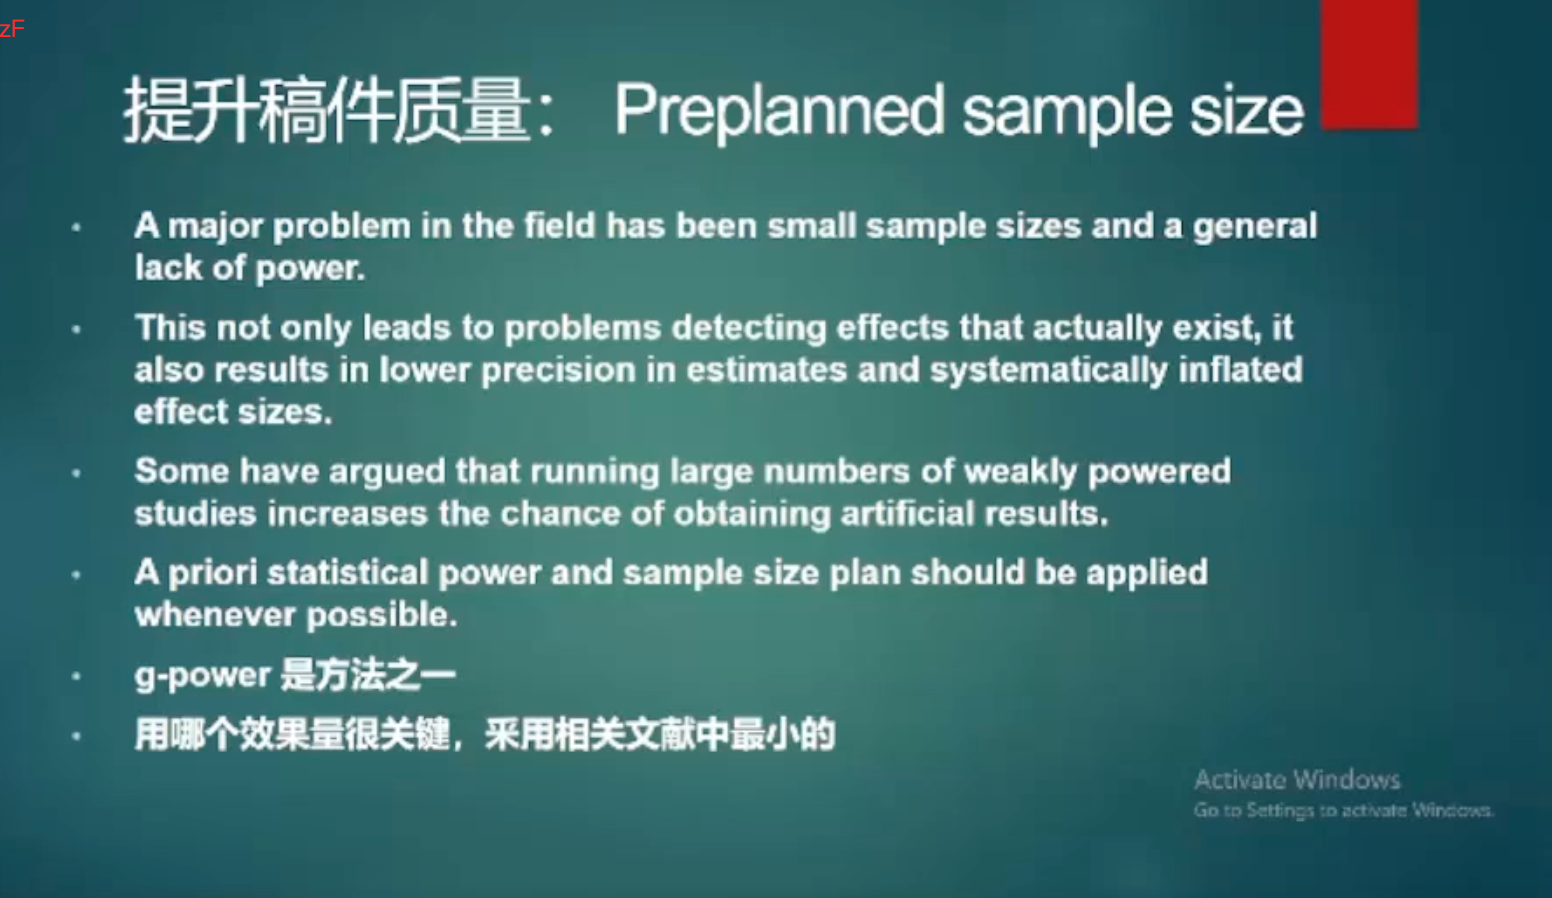 zF
提升稿件质量： Preplanned sample size
• A major problem in the field has been small sample sizes and a general
lack of power.
• This not only leads to problems detecting effects that actually exist, it
also results in lower precision in estimates and systematically inflated
effect sizes.
• Some have argued that running large numbers of weakly powered
studies increases the chance of obtaining artificial results.
• A priori statistical power and sample size plan should be applied
whenever possible.
• g-power 是方法之一
• 用哪个效果量很关键，采用相关文献中最小的
Activate Windows
Go to Settings to activate Windows.